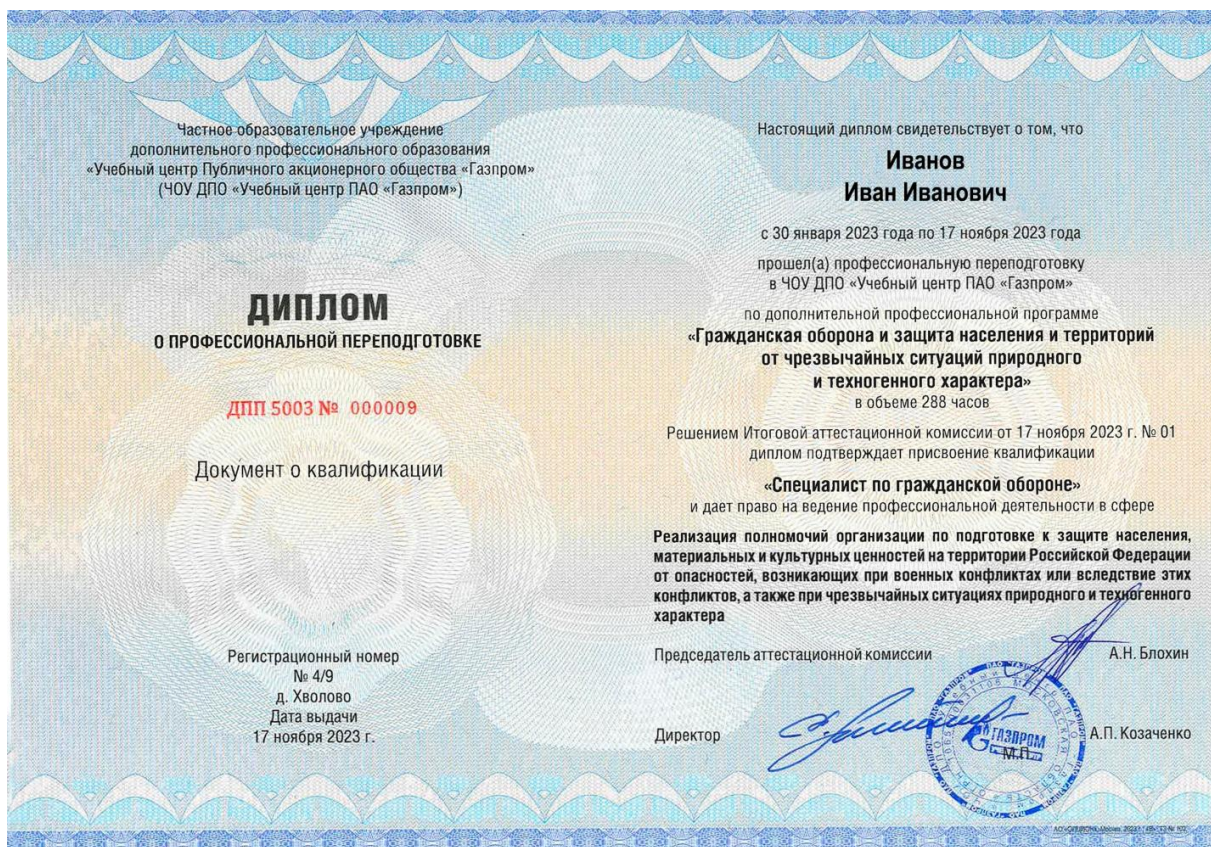 Частное образовательное учреждение
дополнительного профессионального образования
«Учебный центр Публичного акционерного общества «Газпром»
(ЧОУ ДПО «Учебный центр ПАО «Газпром»)
ДИПЛОМ
О ПРОФЕССИОНАЛЬНОЙ ПЕРЕПОДГОТОВКЕ
ДПП 5003 № 000009
Документ о квалификации
Регистрационный номер
№ 4/9
д. Хволово
Дата выдачи
17 ноября 2023 г.
Настоящий диплом свидетельствует о том, что
Иванов
Иван Иванович
с 30 января 2023 года по 17 ноября 2023 года
прошел(а) профессиональную переподготовку
в ЧОУ ДПО «Учебный центр ПАО «Газпром»
по дополнительной профессиональной программе
«Гражданская оборона и защита населения и территорий
от чрезвычайных ситуаций природного
и техногенного характера»
в объеме 288 часов
Решением Итоговой аттестационной комиссии от 17 ноября 2023 г. № 01
диплом подтверждает присвоение квалификации
«Специалист по гражданской обороне»
и дает право на ведение профессиональной деятельности в сфере
Реализация полномочий организации по подготовке к защите населения,
материальных и культурных ценностей на территории Российской Федерации
от опасностей, возникающих при военных конфликтах или вследствие этих
конфликтов, а также при чрезвычайных ситуациях природного и техногенного
характера
Председатель аттестационной комиссии
А.Н. Блохин
Директор
А.П. Козаченко
ГАЗПРОМ
М.П.